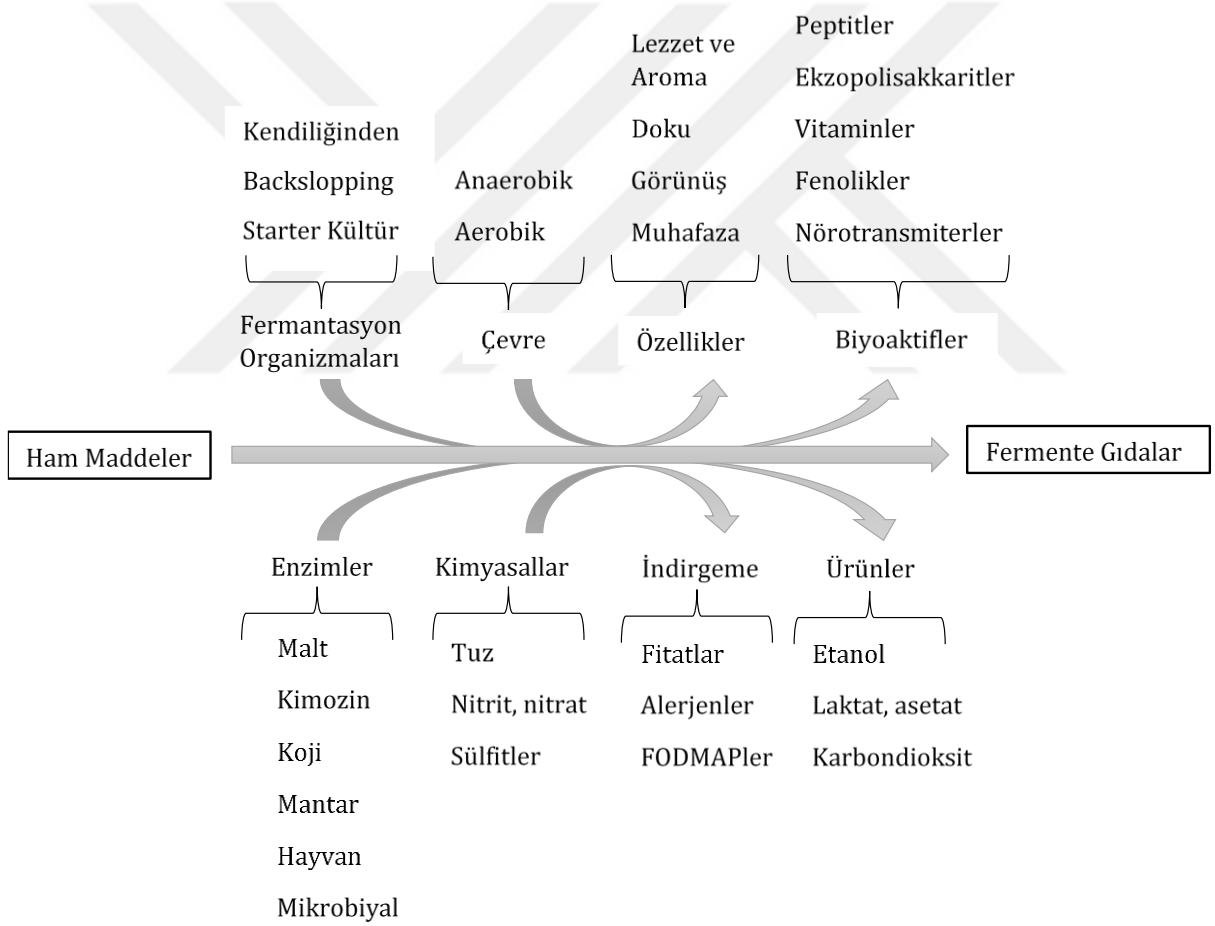 Kendiliğinden
Backslopping
Starter Kültür
Fermantasyon
Organizmaları
Anaerobik
Aerobik
Çevre
Lezzet ve
Aroma
Doku
Görünüş
Muhafaza
Özellikler
Peptitler
Ekzopolisakkaritler
Vitaminler
Fenolikler
Nörotransmiterler
Biyoaktifler
Ham Maddeler
Fermente Gıdalar
Enzimler
Malt
Kimozin
Koji
Mantar
Hayvan
Mikrobiyal
Kimyasallar
Tuz
Nitrit, nitrat
Sülfitler
İndirgeme
Fitatlar
Alerjenler
FODMAPler
Ürünler
Etanol
Laktat, asetat
Karbondioksit